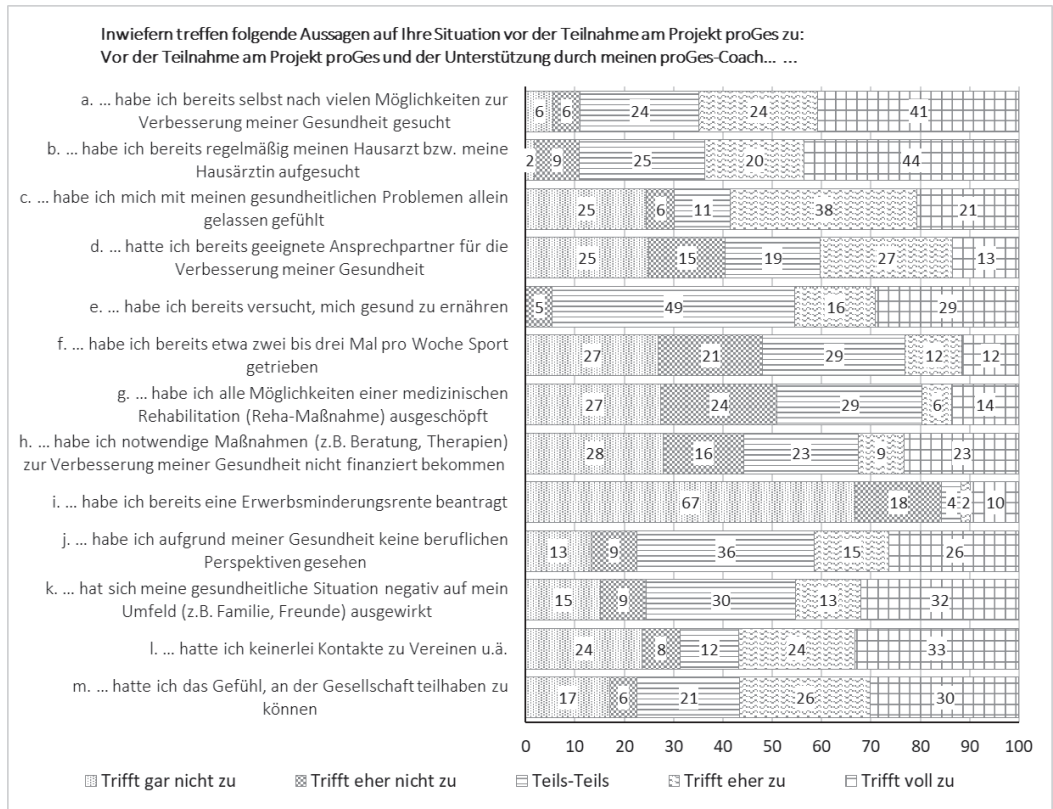 Inwiefern treffen folgende Aussagen auf Ihre Situation vor der Teilnahme am Projekt proGes zu:
Vor der Teilnahme am Projekt proGes und der Unterstützung durch meinen proGes-Coach... ...
a. ... habe ich bereits selbst nach vielen Möglichkeiten zur
Verbesserung meiner Gesundheit gesucht
6 6 24 24 41
b. ... habe ich bereits regelmäßig meinen Hausarzt bzw. meine
Hausärztin aufgesucht
2 9 25 20 44
c. ... habe ich mich mit meinen gesundheitlichen Problemen allein
gelassen gefühlt
25 6 11 38 21
d. ... hatte ich bereits geeignete Ansprechpartner für die
Verbesserung meiner Gesundheit
25 15 19 27 13
e. ... habe ich bereits versucht, mich gesund zu ernähren
5 49 16 29
f. ... habe ich bereits etwa zwei bis drei Mal pro Woche Sport
getrieben
27 21 29 12 12
g. ... habe ich alle Möglichkeiten einer medizinischen
Rehabilitation (Reha-Maßnahme) ausgeschöpft
27 24 29 6 14
h. ... habe ich notwendige Maßnahmen (z.B. Beratung, Therapien)
zur Verbesserung meiner Gesundheit nicht finanziert bekommen
28 16 23 9 23
i. ... habe ich bereits eine Erwerbsminderungsrente beantragt
67 18 4 2 10
j. ... habe ich aufgrund meiner Gesundheit keine beruflichen
Perspektiven gesehen
13 9 36 15 26
k. ... hat sich meine gesundheitliche Situation negativ auf mein
Umfeld (z.B. Familie, Freunde) ausgewirkt
15 9 30 13 32
l. ... hatte ich keinerlei Kontakte zu Vereinen u.ä.
24 8 12 24 33
m. ... hatte ich das Gefühl, an der Gesellschaft teilhaben zu
können
17 6 21 26 30
0 10 20 30 40 50 60 70 80 90 100
Trifft gar nicht zu Trifft eher nicht zu Teils-Teils Trifft eher zu Trifft voll zu